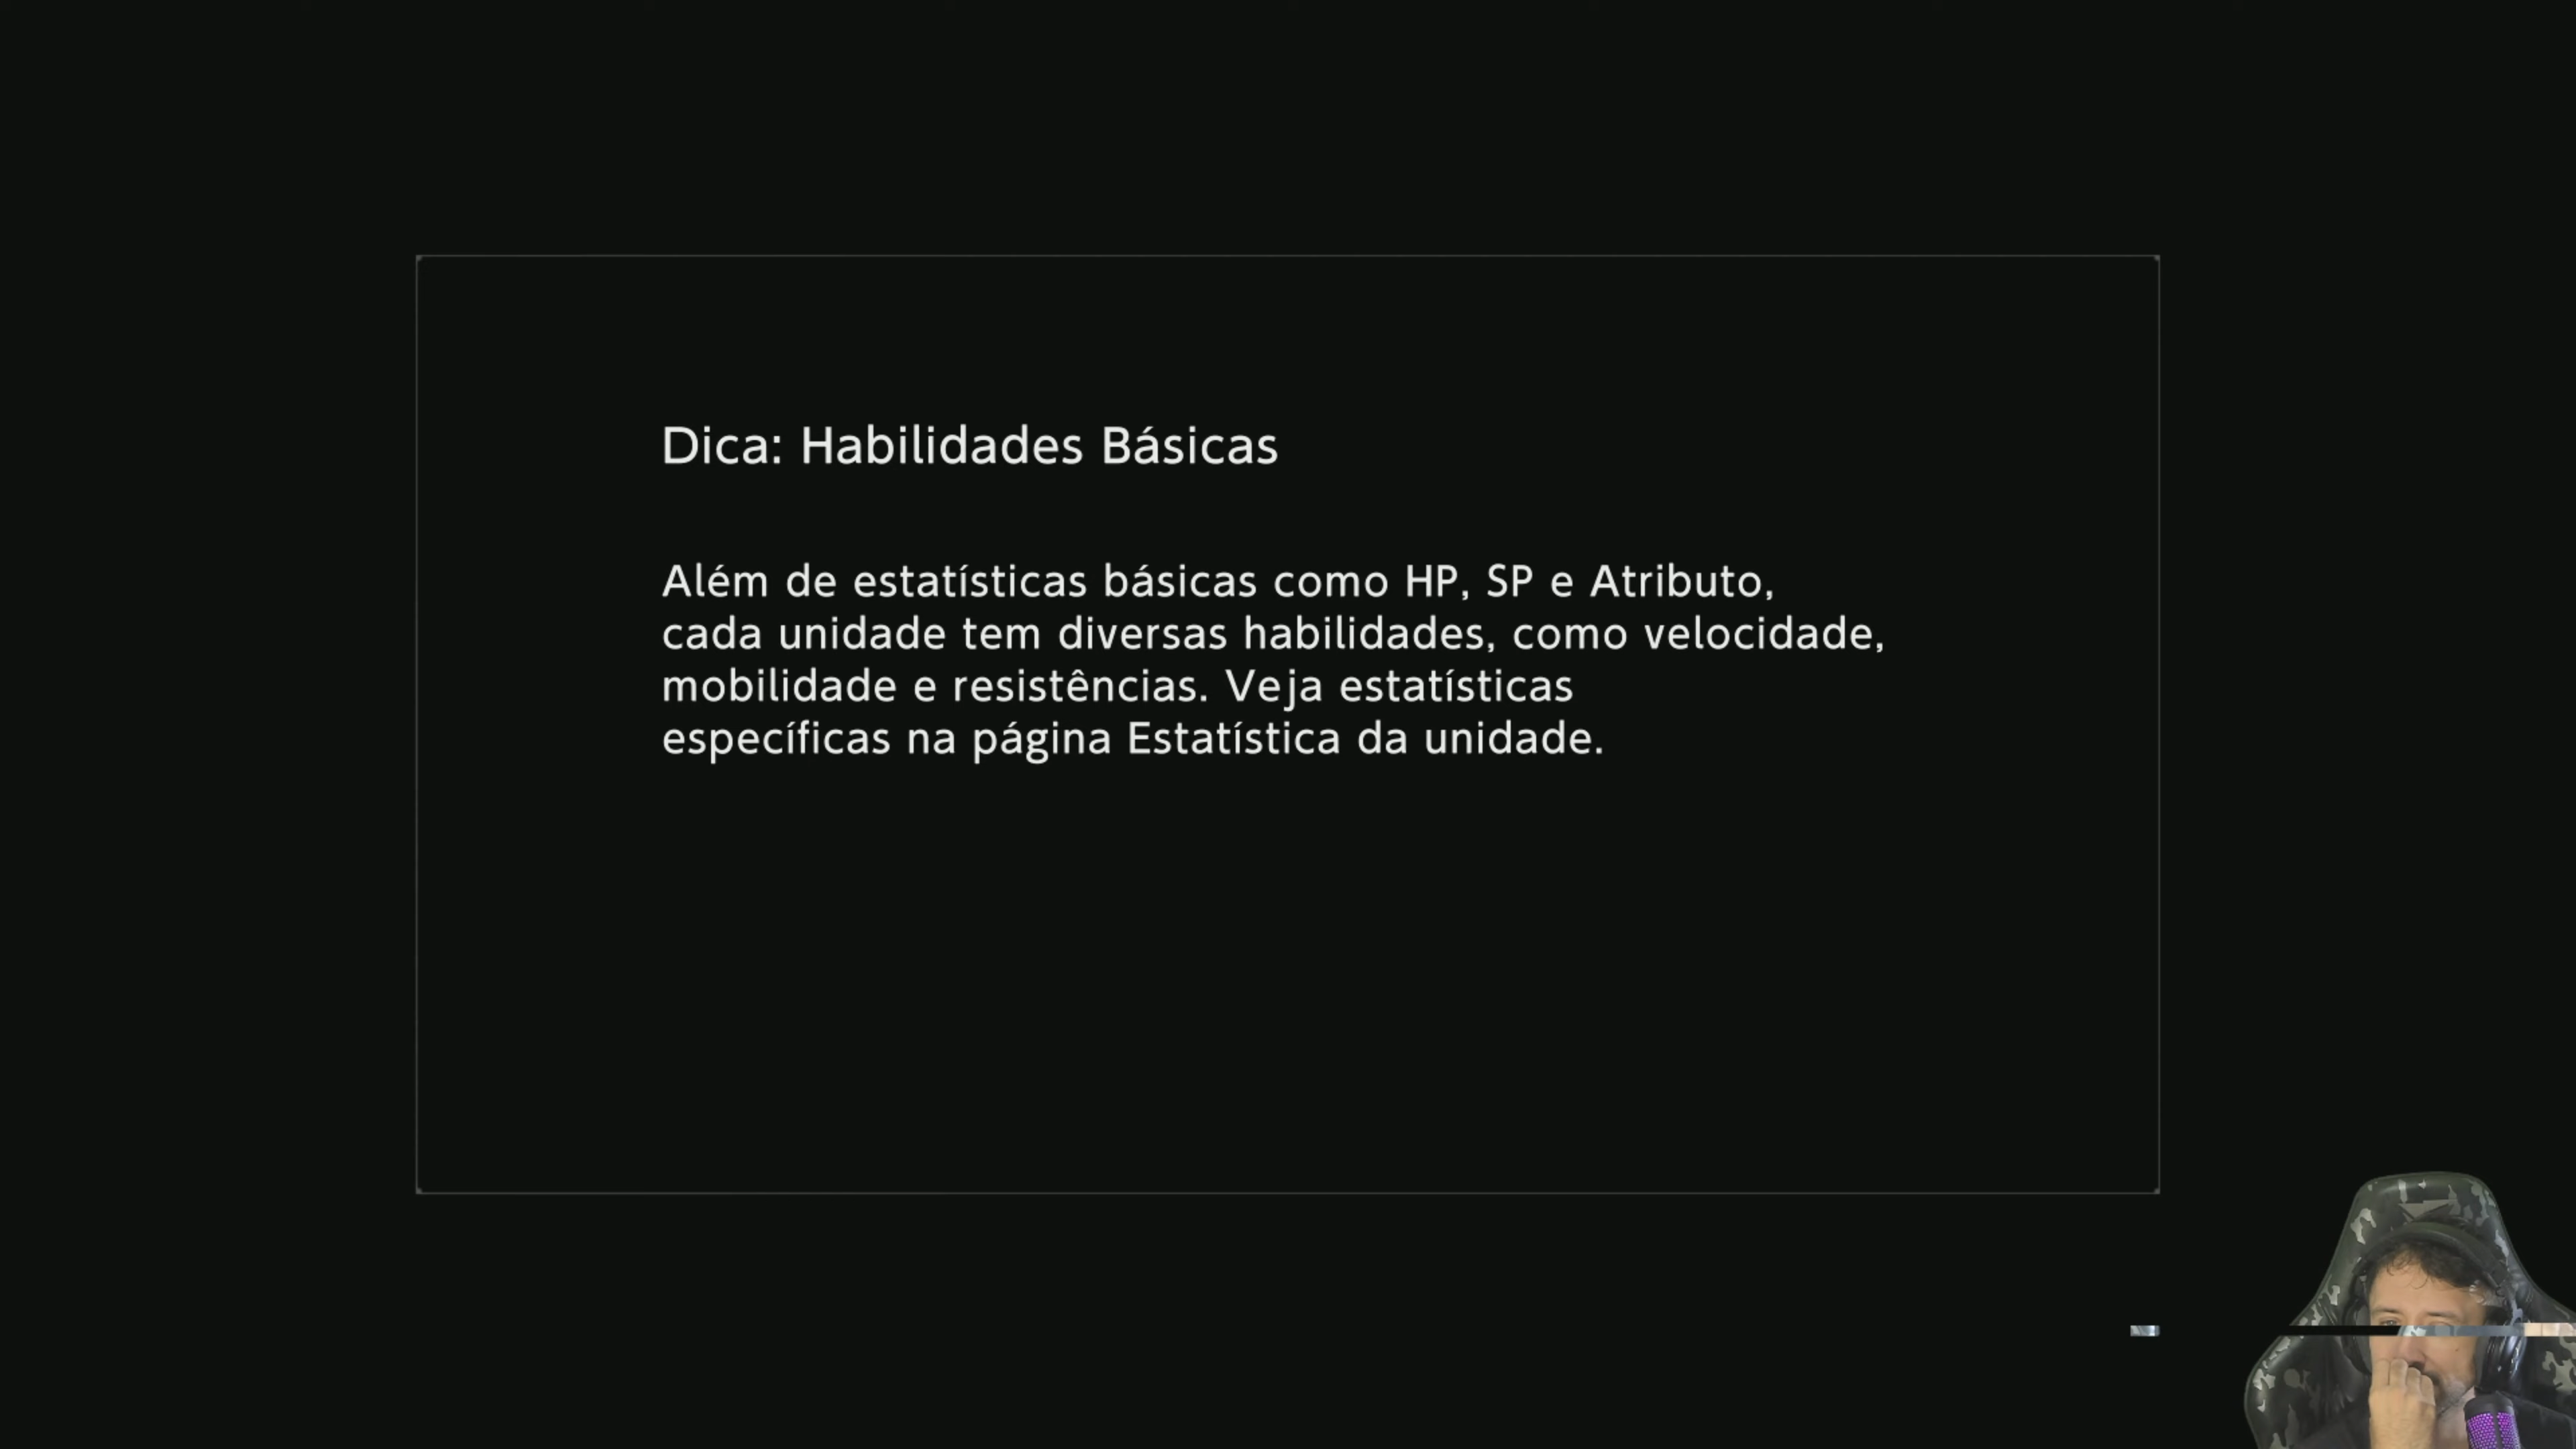 Dica: Habilidades Básicas
Além de estatísticas básicas como HP, SP e Atributo,
cada unidade tem diversas habilidades, como velocidade,
mobilidade e resistências. Veja estatísticas
específicas na página Estatística da unidade.